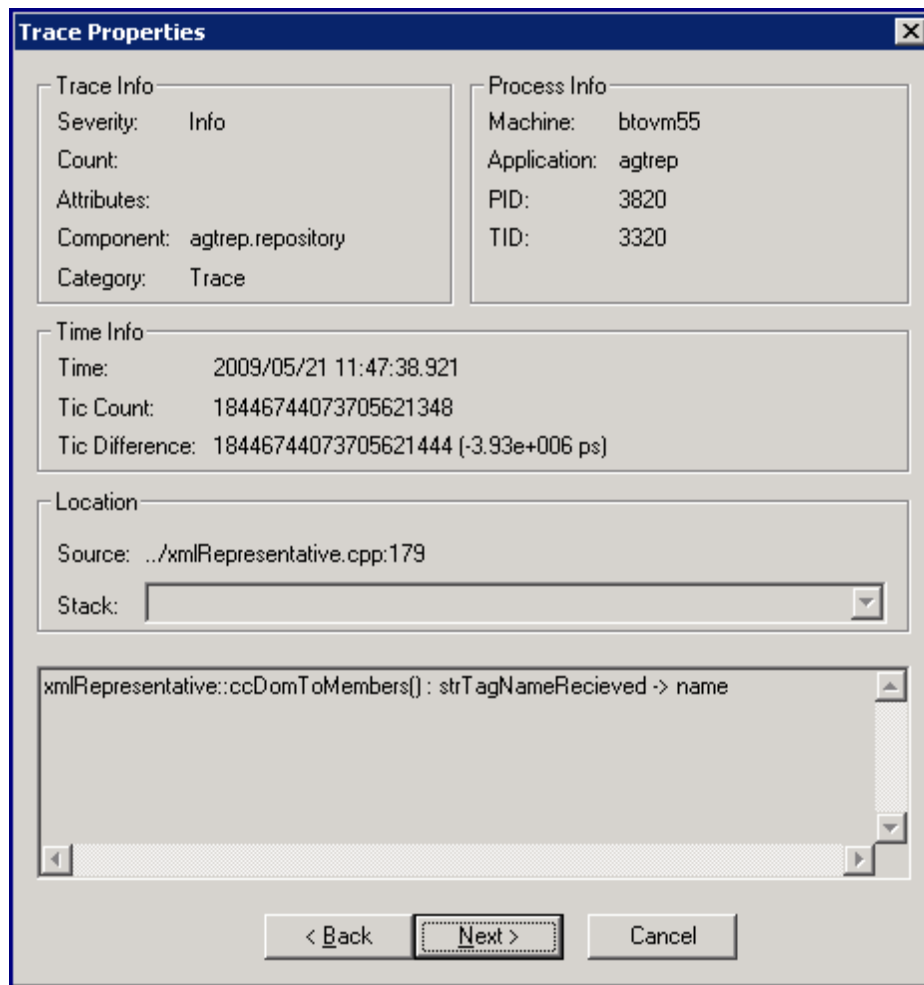 Trace Properties
Trace Info
Severity: Info
Count:
Attributes:
Component: agtrep.repository
Category: Trace
Process Info
Machine: btovm55
Application: agtrep
PID: 3820
TID: 3320
Time Info
Time: 2009/05/21 11:47:38.921
Tic Count: 18446744073705621348
Tic Difference: 18446744073705621444 (-3.93e+006 ps)
Location
Source: ../xmlRepresentative.cpp:179
Stack:
xmlRepresentative::ccDomToMembers() : strTagNameRecieved -> name
< Back
Next >
Cancel